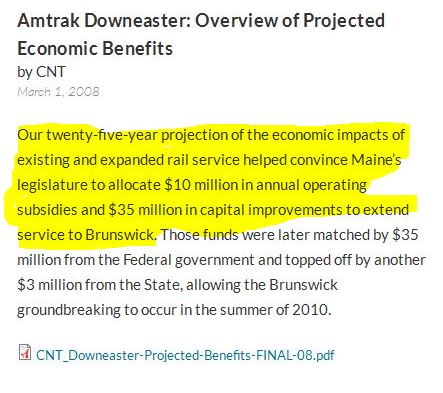 Amtrak Downeaster: Overview of Projected
Economic Benefits
by CNT
March 1, 2008
Our twenty-five-year projection of the economic impacts of
existing and expanded rail service helped convince Maine's
legislature to allocate $10 million in annual operating
subsidies and $35 million in capital improvements to extend
service to Brunswick. Those funds were later matched by $35
million from the Federal government and topped off by another
$3 million from the State, allowing the Brunswick
groundbreaking to occur in the summer of 2010.
CNT_Downeaster-Projected-Benefits-FINAL-08.pdf